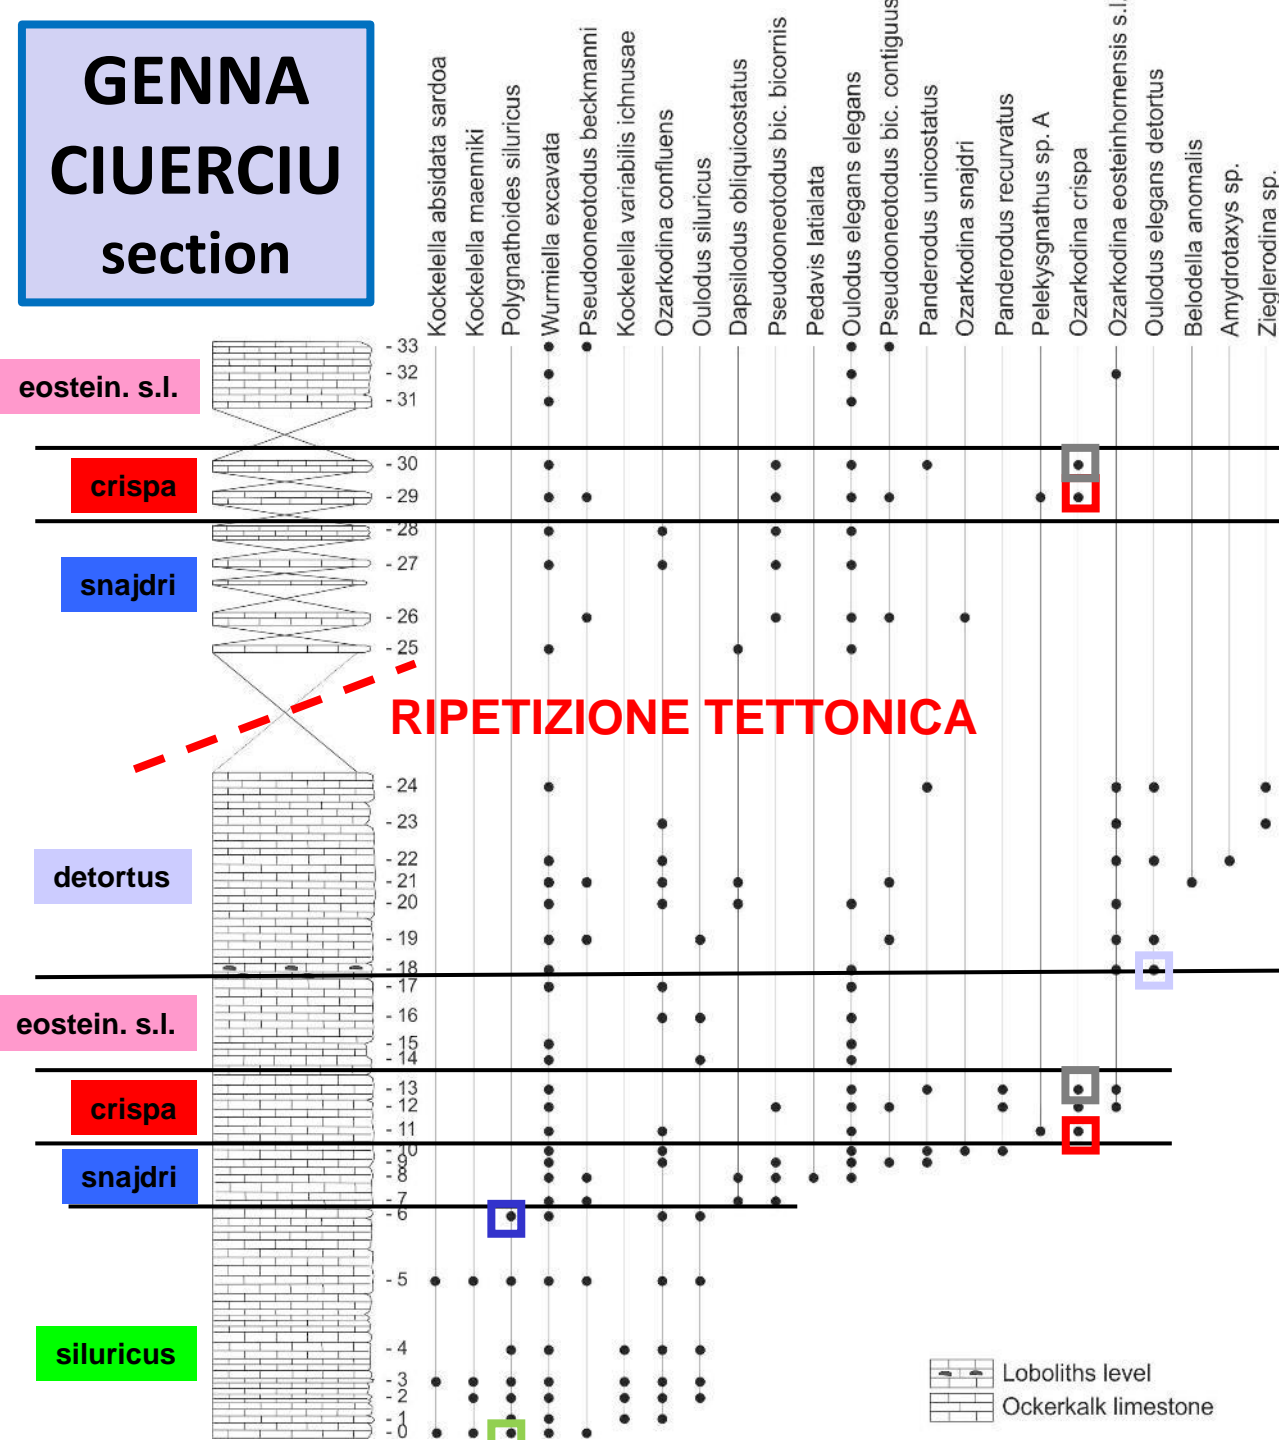 GENNA
CIUERCIU
section
Kockelella absidata sardoa
Kockelella maenniki
Polygnathoides siluricus
Wurmiella excavata
Pseudooneotodus beckmanni
Kockelella variabilis ichnusae
Ozarkodina confluens
Oulodus siluricus
Dapsilodus obliquicostatus
Pseudooneotodus bic. bicornis
Pedavis latialata
Oulodus elegans elegans
Pseudooneotodus bic. contiguus
Panderodus unicostatus
Ozarkodina snajdri
Panderodus recurvatus
Pelekysgnathus sp. A
Ozarkodina crispa
Ozarkodina eosteinhornensis s.l.
Oulodus elegans detortus
Belodella anomalis
Amydrotaxys sp.
Zieglerodina sp.
- 33
eostein. s.l.
- 32
- 31
- 30
crispa
- 29
- 28
- 27
snajdri
- 26
- 25
RIPETIZIONE TETTONICA
- 24
- 23
- 22
detortus
- 21
- 20
- 19
- 18
- 17
- 16
eostein. s.l.
- 15
- 14
- 13
crispa
- 12
- 11
- 10
- 9
snajdri
- 8
- 7
- 6
- 5
- 4
siluricus
- 3
- 2
- 1
- 0
Loboliths level
Ockerkalk limestone